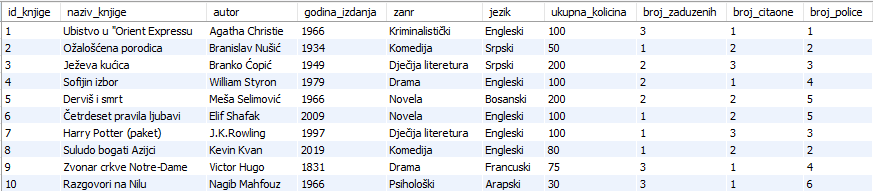 id_knjige naziv_knjige autor godina_izdanja zanr jezik ukupna_kolicina broj_zaduzenih broj_citaone broj_police
1 Ubistvo u "Orient Expressu Agatha Christie 1966 Kriminalistički Engleski 100 3 1 1
2 Ožalošćena porodica Branislav Nušić 1934 Komedija Srpski 50 1 2 2
3 Ježeva kućica Branko Ćopić 1949 Dječija literetura Srpski 200 2 3 3
4 Sofijin izbor William Styron 1979 Drama Engleski 100 2 1 4
5 Derviš i smrt Meša Selimović 1966 Novela Bosanski 200 2 2 5
6 Četrdeset pravila ljubavi Elif Shafak 2009 Novela Engleski 100 1 2 5
7 Harry Potter (paket) J.K.Rowling 1997 Dječija literetura Engleski 100 1 3 3
8 Suludo bogati Azijci Kevin Kvan 2019 Komedija Engleski 80 1 2 2
9 Zvonar crkve Notre-Dame Victor Hugo 1831 Drama Francuski 75 3 1 4
10 Razgovori na Nilu Nagib Mahfouz 1966 Psihološki Arapski 30 3 1 6